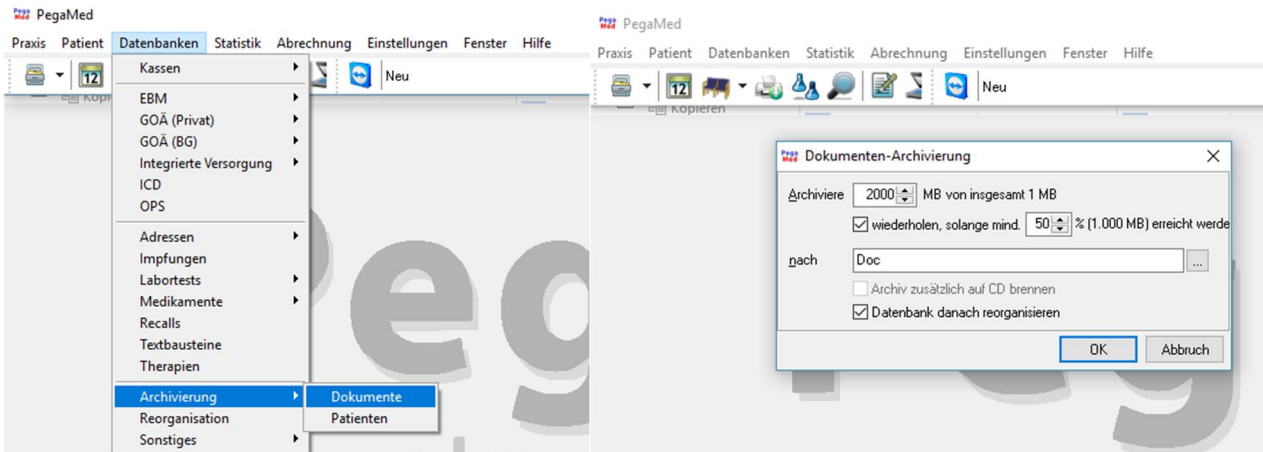 PegaMed
Praxis Patient Datenbanken Statistik Abrechnung Einstellungen Fenster Hilfe
12 Neu
Kassen
EBM
GOÄ (Privat)
GOÄ (BG)
Integrierte Versorgung
ICD
OPS
Adressen
Impfungen
Labortests
Medikamente
Recalls
Textbausteine
Therapien
Archivierung
Reorganisation
Sonstiges
Dokumente
Patienten
PegaMed
Praxis Patient Datenbanken Statistik Abrechnung Einstellungen Fenster Hilfe
12 Neu
Kopieren
Dokumenten-Archivierung
Archiviere 2000 MB von insgesamt 1 MB
wiederholen, solange mind. 50 % (1.000 MB) erreicht werde
nach Doc ...
Archiv zusätzlich auf CD brennen
Datenbank danach reorganisieren
OK Abbruch